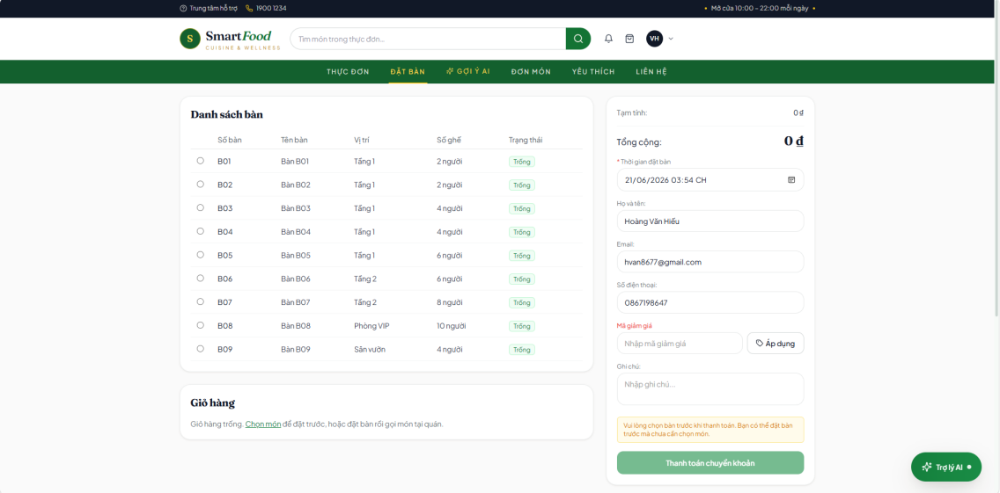 Trung tâm hỗ trợ 1900 1234
• Mở cửa 10:00 – 22:00 mỗi ngày •
S SmartFood
CUISINE & WELLNESS
Tìm món trong thực đơn...
VH
THỰC ĐƠN ĐẶT BÀN GỢI Ý AI ĐƠN MÓN YÊU THÍCH LIÊN HỆ
Danh sách bàn
Số bàn Tên bàn Vị trí Số ghế Trạng thái
B01 Bàn B01 Tầng 1 2 người Trống
B02 Bàn B02 Tầng 1 2 người Trống
B03 Bàn B03 Tầng 1 4 người Trống
B04 Bàn B04 Tầng 1 4 người Trống
B05 Bàn B05 Tầng 1 6 người Trống
B06 Bàn B06 Tầng 2 6 người Trống
B07 Bàn B07 Tầng 2 8 người Trống
B08 Bàn B08 Phòng VIP 10 người Trống
B09 Bàn B09 Sân vườn 4 người Trống
Giỏ hàng
Giỏ hàng trống. Chọn món để đặt trước, hoặc đặt bàn rồi gọi món tại quán.
Tạm tính: 0 ₫
Tổng cộng: 0 ₫
* Thời gian đặt bàn
21/06/2026 03:54 CH
Họ và tên:
Hoàng Văn Hiếu
Email:
hvan8677@gmail.com
Số điện thoại:
0867198647
Mã giảm giá
Nhập mã giảm giá Áp dụng
Ghi chú:
Nhập ghi chú...
Vui lòng chọn bàn trước khi thanh toán. Bạn có thể đặt bàn
trước mà chưa cần chọn món.
Thanh toán chuyển khoản
Trợ lý AI